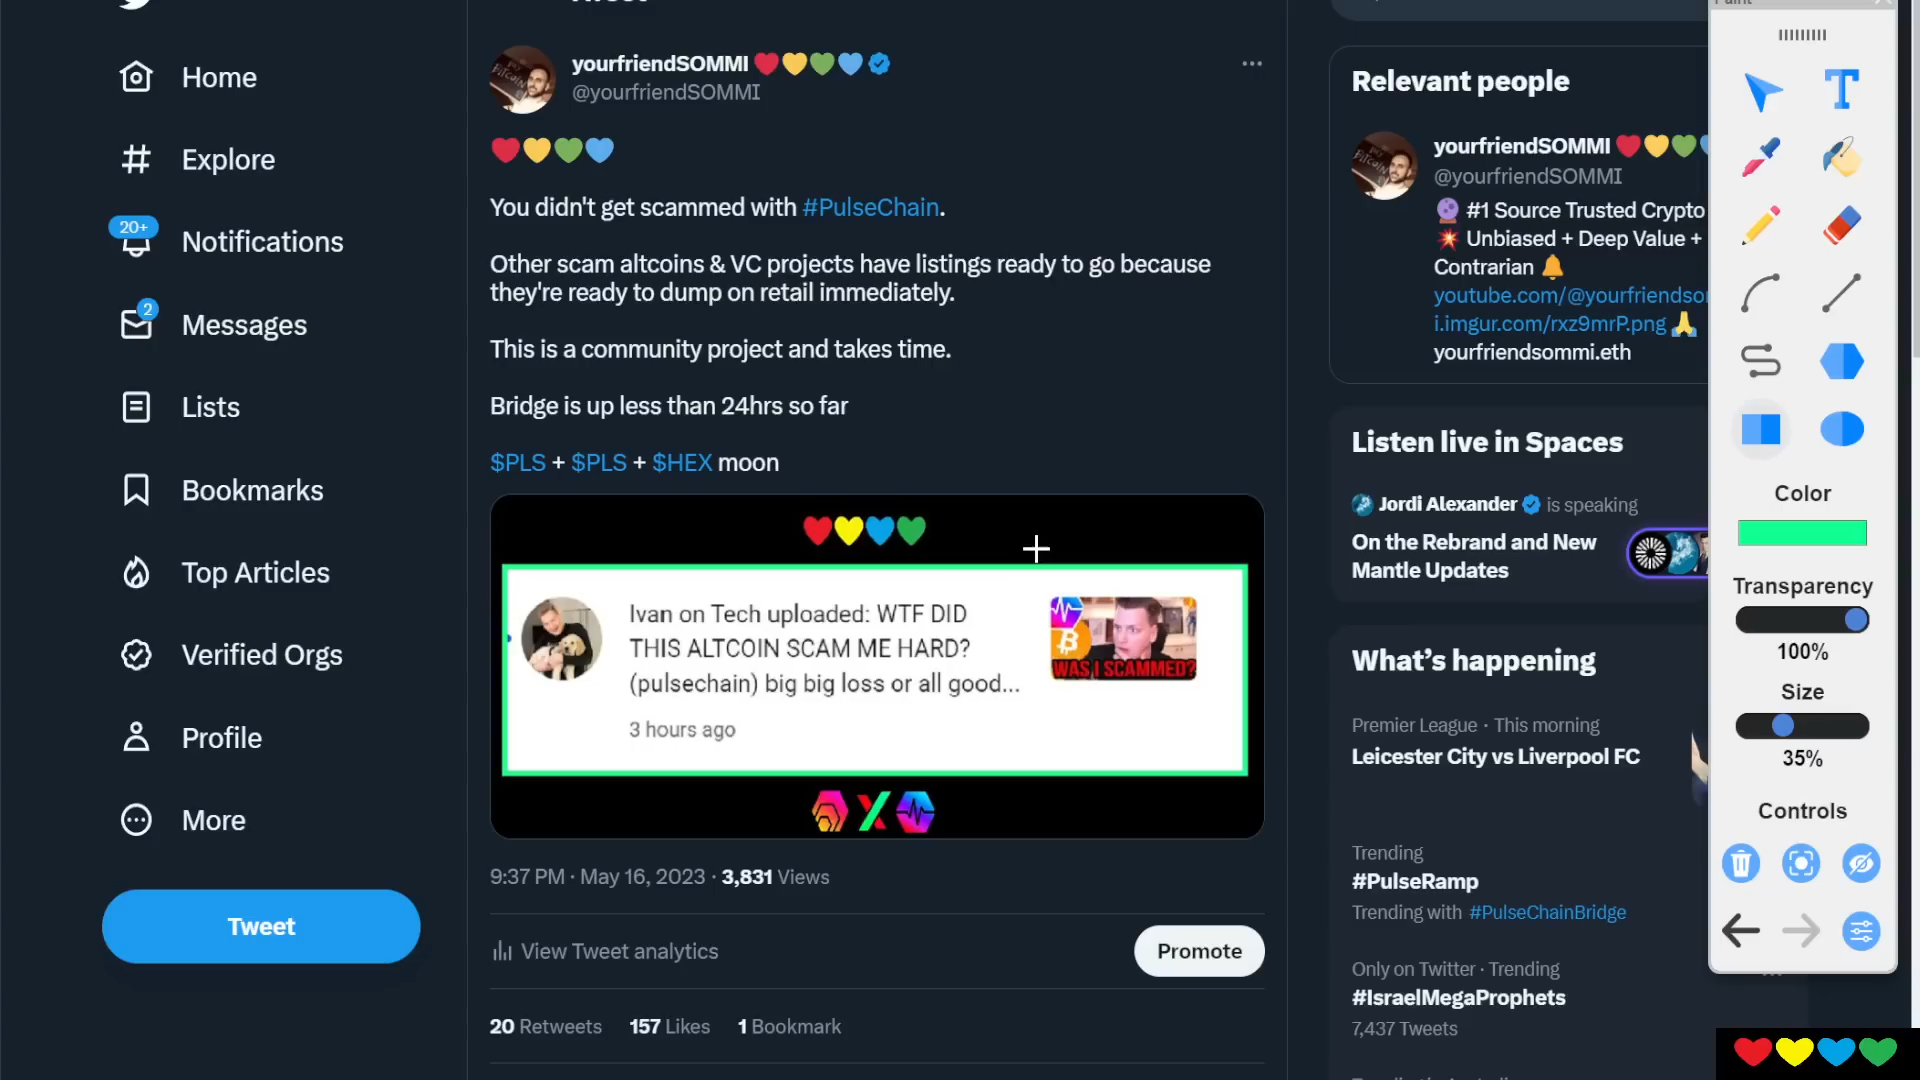 Home
Explore
20+
Notifications
2
Messages
Lists
Bookmarks
Top Articles
Verified Orgs
Profile
More
Tweet
yourfriendSOMMI
@yourfriendSOMMI
You didn't get scammed with #PulseChain.
Other scam altcoins & VC projects have listings ready to go because
they're ready to dump on retail immediately.
This is a community project and takes time.
Bridge is up less than 24hrs so far
$PLS + $PLS + $HEX moon
Ivan on Tech uploaded: WTF DID
THIS ALTCOIN SCAM ME HARD?
(pulsechain) big big loss or all good...
3 hours ago
WAS I SCAMMED?
9:37 PM · May 16, 2023 · 3,831 Views
View Tweet analytics
Promote
20 Retweets 157 Likes 1 Bookmark
Relevant people
yourfriendSOMMI
@yourfriendSOMMI
#1 Source Trusted Crypto
Unbiased + Deep Value +
Contrarian
youtube.com/@yourfriendso
i.imgur.com/rxz9mrP.png
yourfriendsommi.eth
Listen live in Spaces
Jordi Alexander is speaking
On the Rebrand and New
Mantle Updates
What's happening
Premier League · This morning
Leicester City vs Liverpool FC
Trending
#PulseRamp
Trending with #PulseChainBridge
Only on Twitter · Trending
#IsraelMegaProphets
7,437 Tweets
T
Color
Transparency
100%
Size
35%
Controls